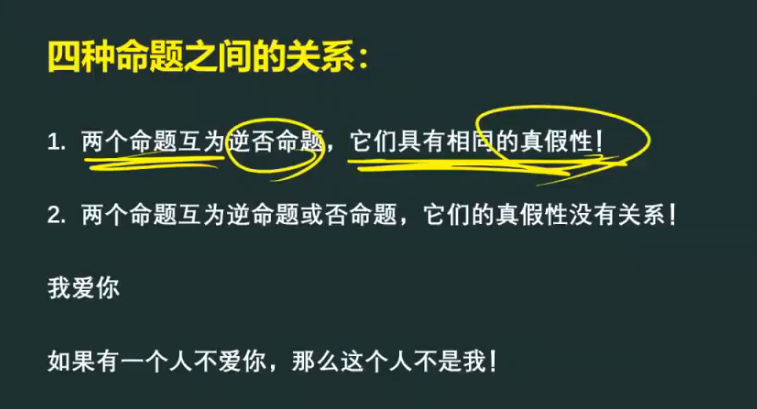 四种命题之间的关系：
1. 两个命题互为逆否命题，它们具有相同的真假性！
2. 两个命题互为逆命题或否命题，它们的真假性没有关系！
我爱你
如果有一个人不爱你，那么这个人不是我！